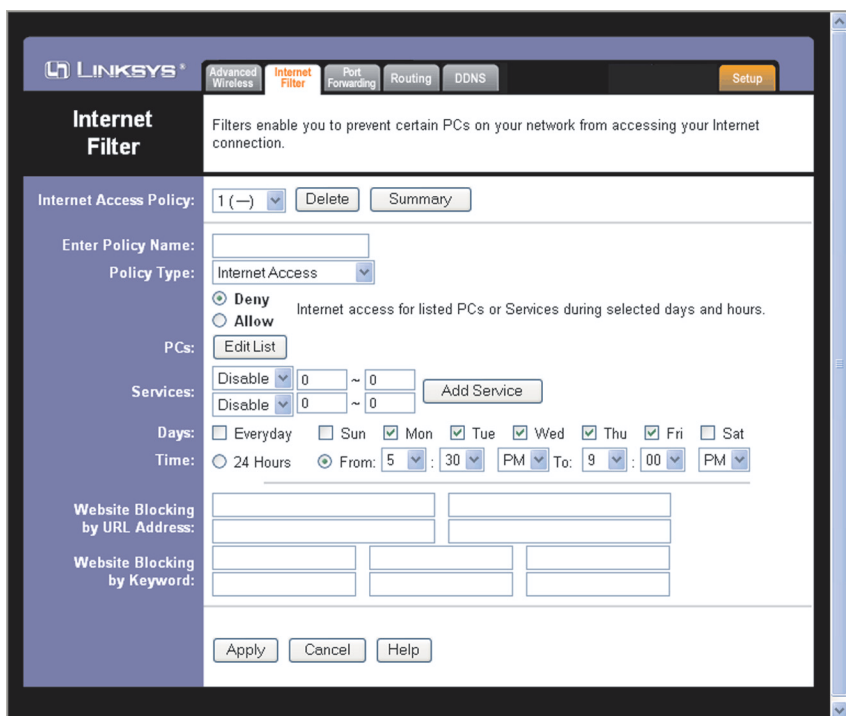 LINKSYS®
Advanced Wireless Internet Filter Port Forwarding Routing DDNS Setup
Internet Filter
Filters enable you to prevent certain PCs on your network from accessing your Internet
connection.
Internet Access Policy: 1 (—) Delete Summary
Enter Policy Name:
Policy Type: Internet Access
Deny
Allow
Internet access for listed PCs or Services during selected days and hours.
PCs: Edit List
Services:
Disable 0 ~ 0
Disable 0 ~ 0
Add Service
Days: Everyday Sun Mon Tue Wed Thu Fri Sat
Time: 24 Hours From: 5 : 30 PM To: 9 : 00 PM
Website Blocking
by URL Address:
Website Blocking
by Keyword:
Apply Cancel Help